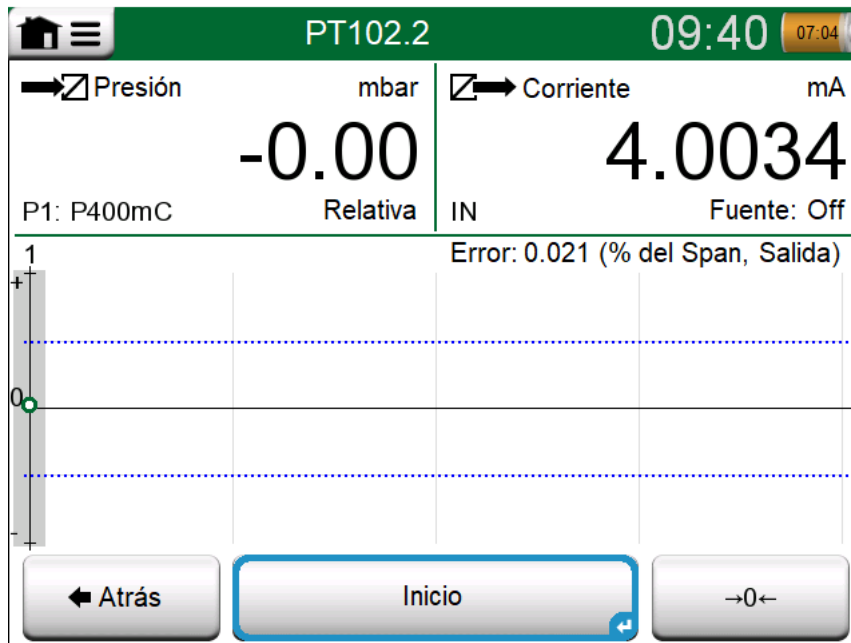 PT102.2 09:40 07:04
Presión mbar
-0.00
P1: P400mC Relativa
Corriente mA
4.0034
IN Fuente: Off
1 Error: 0.021 (% del Span, Salida)
+
0
-
Atrás Inicio →0←